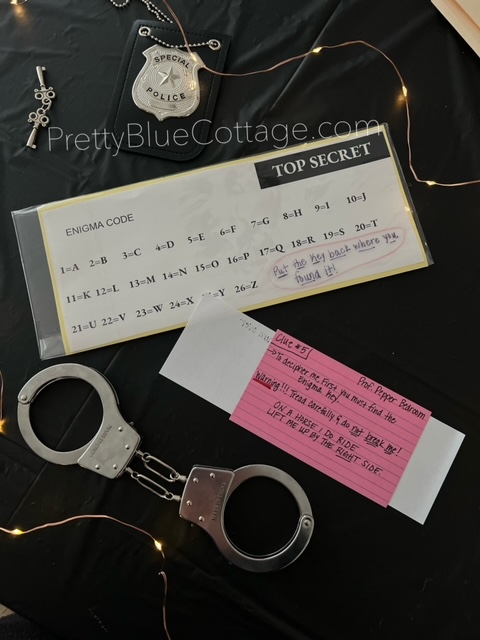 SPECIAL
POLICE
PrettyBlueCottage.com
TOP SECRET
ENIGMA CODE
1=A 2=B 3=C 4=D 5=E 6=F 7=G 8=H 9=I 10=J
11=K 12=L 13=M 14=N 15=O 16=P 17=Q 18=R 19=S 20=T
21=U 22=V 23=W 24=X =Y 26=Z
Put the key back where you
found it!
Clue #5
Prof. Pepper Bedroom
→To decipher me, first you must find the
Enigma key.
Warning!!! Tread carefully & do not break me!
ON A HORSE I DO RIDE
LIFT ME UP BY THE RIGHT SIDE.